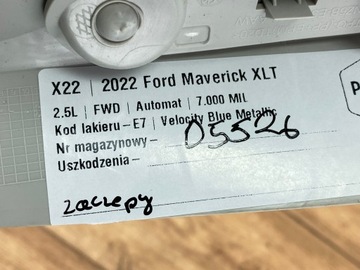 X22 | 2022 Ford Maverick XLT
2.5L | FWD | Automat | 7.000 MIL
Kod lakieru – E7 | Velocity Blue Metallic
Nr magazynowy – 05526
Uszkodzenia –
zaczepy